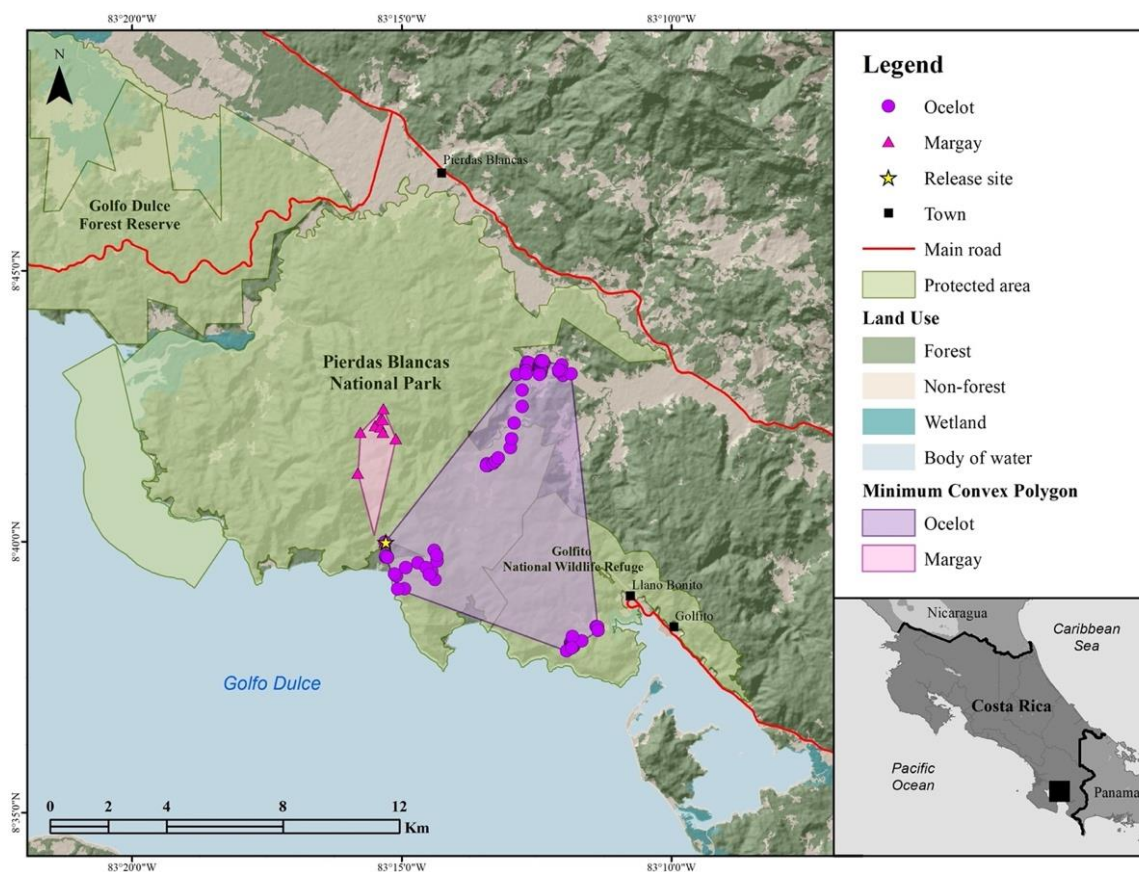 83°20'0"W
83°15'0"W
83°10'0"W
N
Pierdas Blancas
Golfo Dulce
Forest Reserve
8°45'0"N
Pierdas Blancas
National Park
8°40'0"N
Golfito
National Wildlife Refuge
Llano Bonito
Golfito
Golfo Dulce
8°35'0"N
0 2 4 8 12
Km
83°20'0"W
83°15'0"W
83°10'0"W
Legend
Ocelot
Margay
Release site
Town
Main road
Protected area
Land Use
Forest
Non-forest
Wetland
Body of water
Minimum Convex Polygon
Ocelot
Margay
Nicaragua
Caribbean
Sea
Costa Rica
Pacific
Ocean
Panama